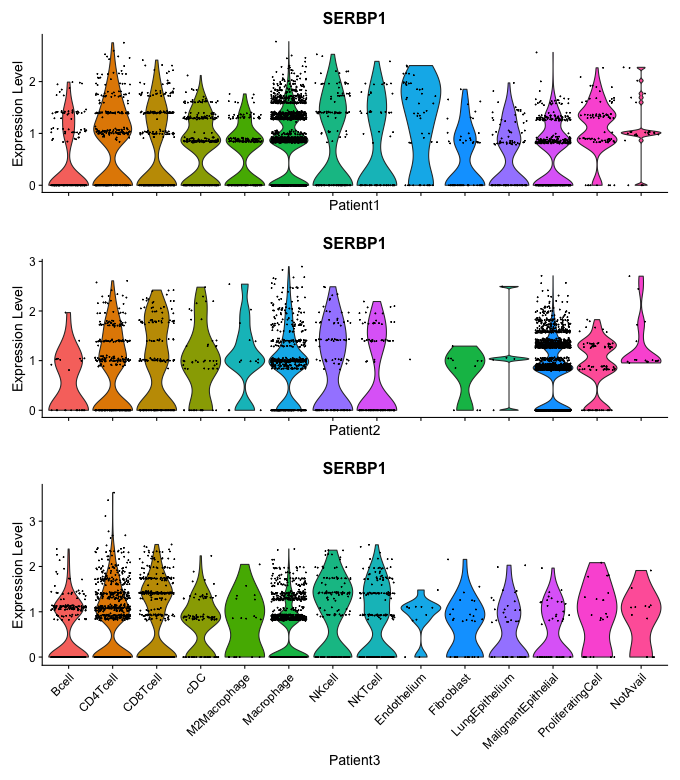 SERBP1
Expression Level
2
1
0
Patient1
SERBP1
Expression Level
3
2
1
0
Patient2
SERBP1
Expression Level
3
2
1
0
Bcell
CD4Tcell
CD8Tcell
cDC
M2Macrophage
Macrophage
NKcell
NKTcell
Endothelium
Fibroblast
LungEpithelium
MalignantEpithelial
ProliferatingCell
NotAvail
Patient3